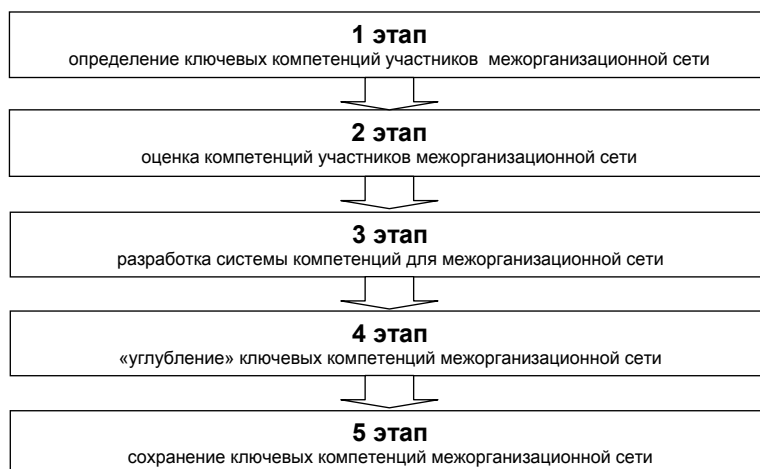 1 этап
определение ключевых компетенций участников межорганизационной сети
2 этап
оценка компетенций участников межорганизационной сети
3 этап
разработка системы компетенций для межорганизационной сети
4 этап
«углубление» ключевых компетенций межорганизационной сети
5 этап
сохранение ключевых компетенций межорганизационной сети